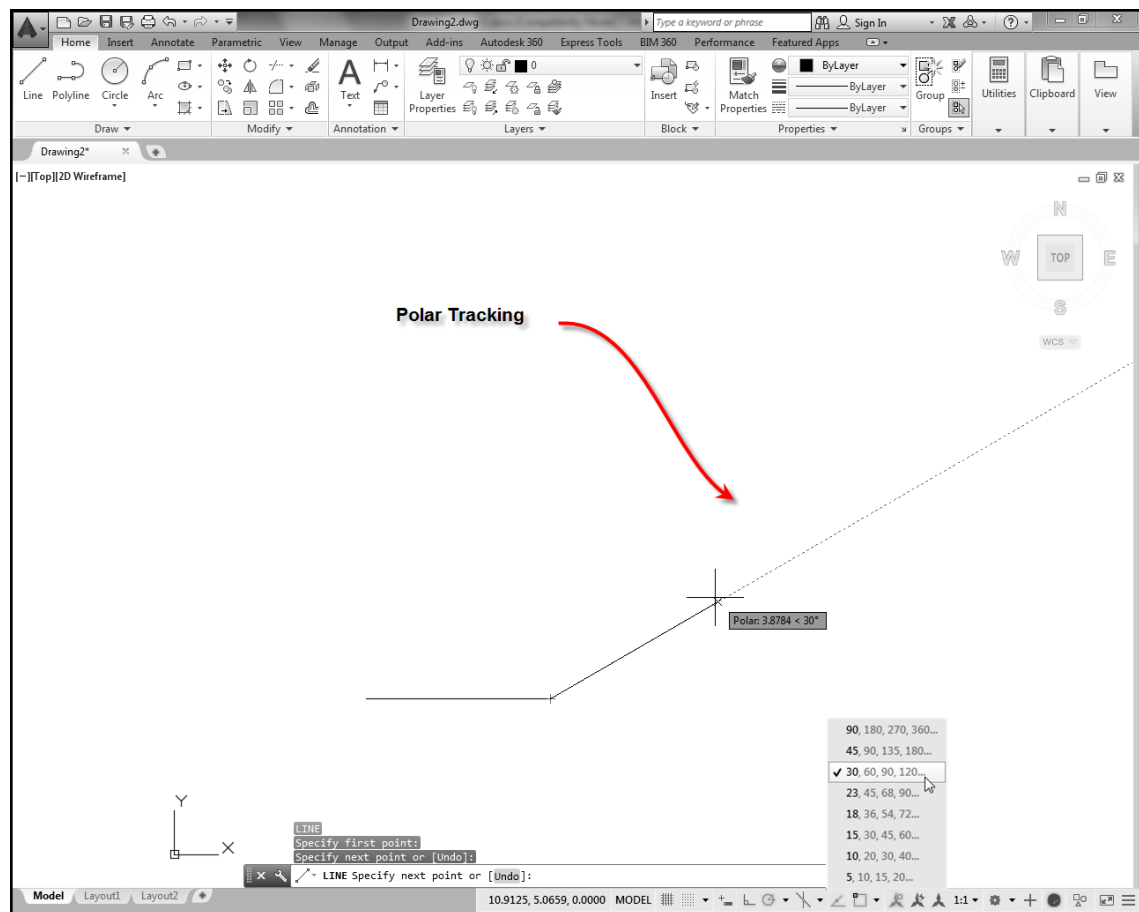 Drawing2.dwg
Type a keyword or phrase
Sign In
Home Insert Annotate Parametric View Manage Output Add-ins Autodesk 360 Express Tools BIM 360 Performance Featured Apps
Line Polyline Circle Arc
Text
Layer Properties
0
Insert
Match Properties
ByLayer
ByLayer
ByLayer
Group
Utilities
Clipboard
View
Draw Modify Annotation Layers Block Properties Groups
Drawing2*
[−][Top][2D Wireframe]
N
W TOP E
S
WCS
Polar Tracking
Polar: 3.8784 < 30°
90, 180, 270, 360...
45, 90, 135, 180...
30, 60, 90, 120...
23, 45, 68, 90...
18, 36, 54, 72...
15, 30, 45, 60...
10, 20, 30, 40...
5, 10, 15, 20...
Y
X
LINE
Specify first point:
Specify next point or [Undo]:
LINE Specify next point or [Undo]:
Model Layout1 Layout2
10.9125, 5.0659, 0.0000 MODEL 1:1